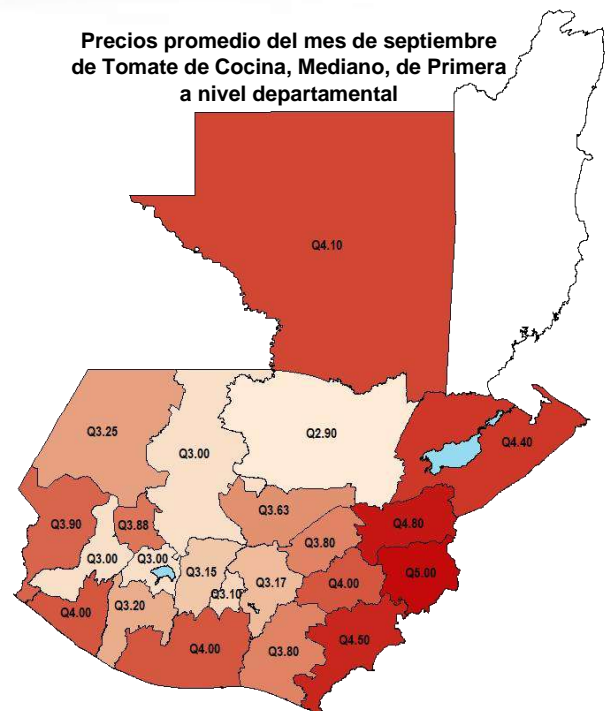 Precios promedio del mes de septiembre
de Tomate de Cocina, Mediano, de Primera
a nivel departamental
Q4.10
Q3.25
Q3.00
Q2.90
Q4.40
Q3.90
Q3.88
Q3.63
Q4.80
Q3.80
Q3.00
Q3.00
Q3.15
Q3.10
Q3.17
Q4.00
Q5.00
Q4.00
Q3.20
Q4.00
Q3.80
Q4.50